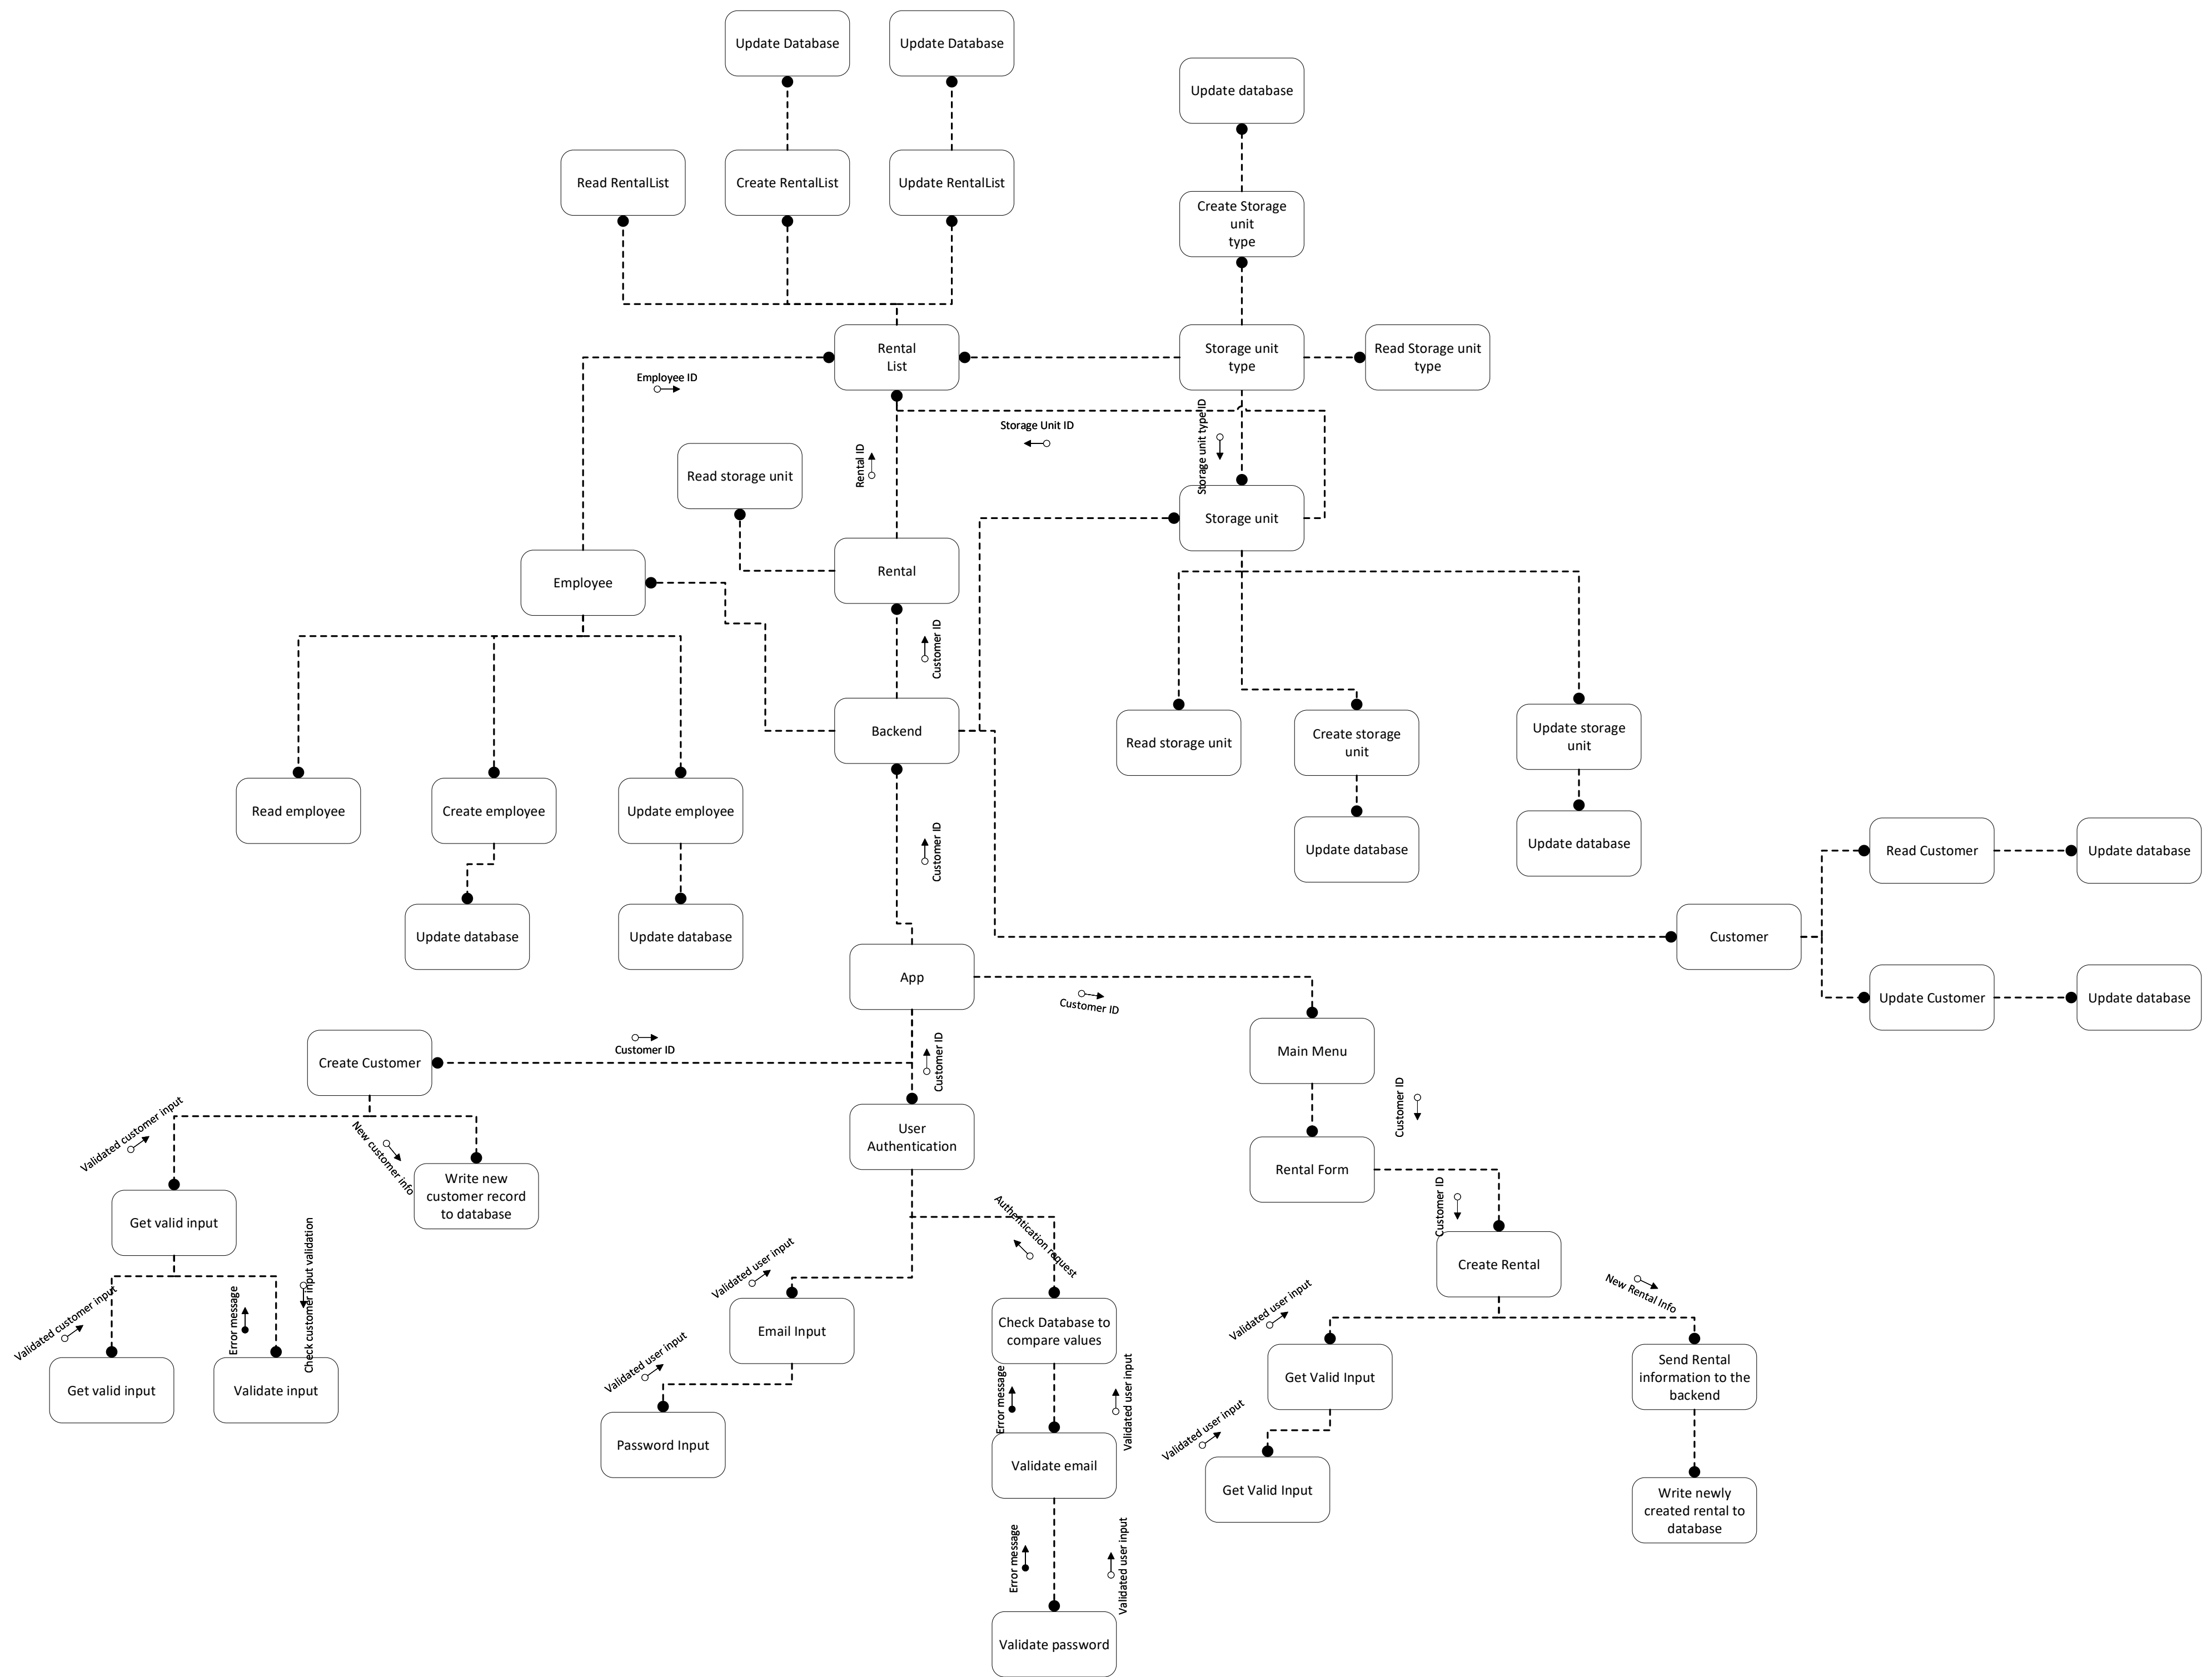 Update Database
Update Database
Update database
Read RentalList
Create RentalList
Update RentalList
Create Storage
unit
type
Rental
List
Storage unit
type
Read Storage unit
type
Employee ID
Storage Unit ID
Storage unit type ID
Rental ID
Read storage unit
Storage unit
Employee
Rental
Customer ID
Backend
Read storage unit
Create storage
unit
Update storage
unit
Read employee
Create employee
Update employee
Customer ID
Update database
Update database
Read Customer
Update database
Update database
Update database
Customer
App
Customer ID
Update Customer
Update database
Create Customer
Customer ID
Customer ID
Main Menu
Customer ID
Validated customer input
New customer info
User
Authentication
Rental Form
Write new
customer record
to database
Get valid input
Customer ID
Authentication request
Create Rental
Validated customer input
Error message
Check customer input validation
Validated user input
New Rental Info
Validated user input
Email Input
Check Database to
compare values
Get valid input
Validate input
Validated user input
Get Valid Input
Send Rental
information to the
backend
Error message
Validated user input
Validated user input
Password Input
Validate email
Get Valid Input
Write newly
created rental to
database
Error message
Validated user input
Validate password